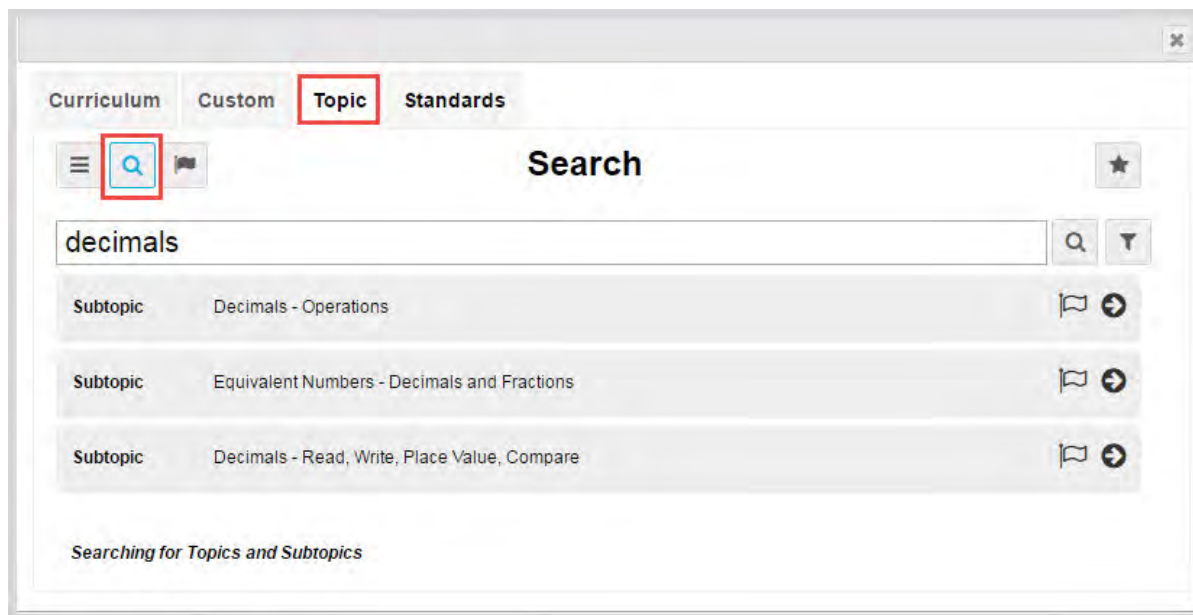 Curriculum Custom Topic Standards
Search
decimals
Subtopic Decimals - Operations
Subtopic Equivalent Numbers - Decimals and Fractions
Subtopic Decimals - Read, Write, Place Value, Compare
Searching for Topics and Subtopics